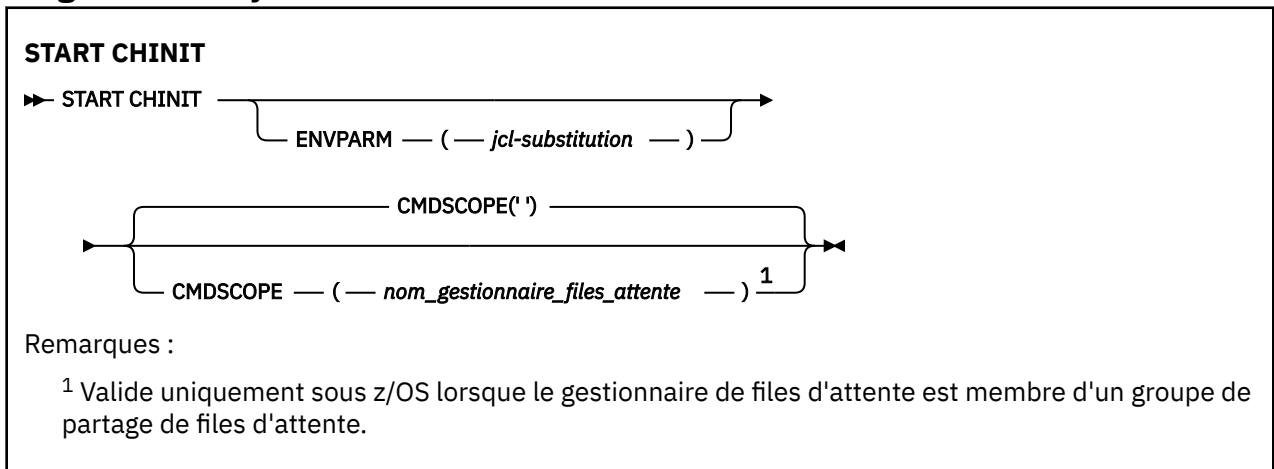 START CHINIT
START CHINIT
ENVPARM ( jcl-substitution )
CMDSCOPE(' ')
CMDSCOPE ( nom_gestionnaire_files_attente ) 1
Remarques :
1 Valide uniquement sous z/OS lorsque le gestionnaire de files d'attente est membre d'un groupe de
partage de files d'attente.